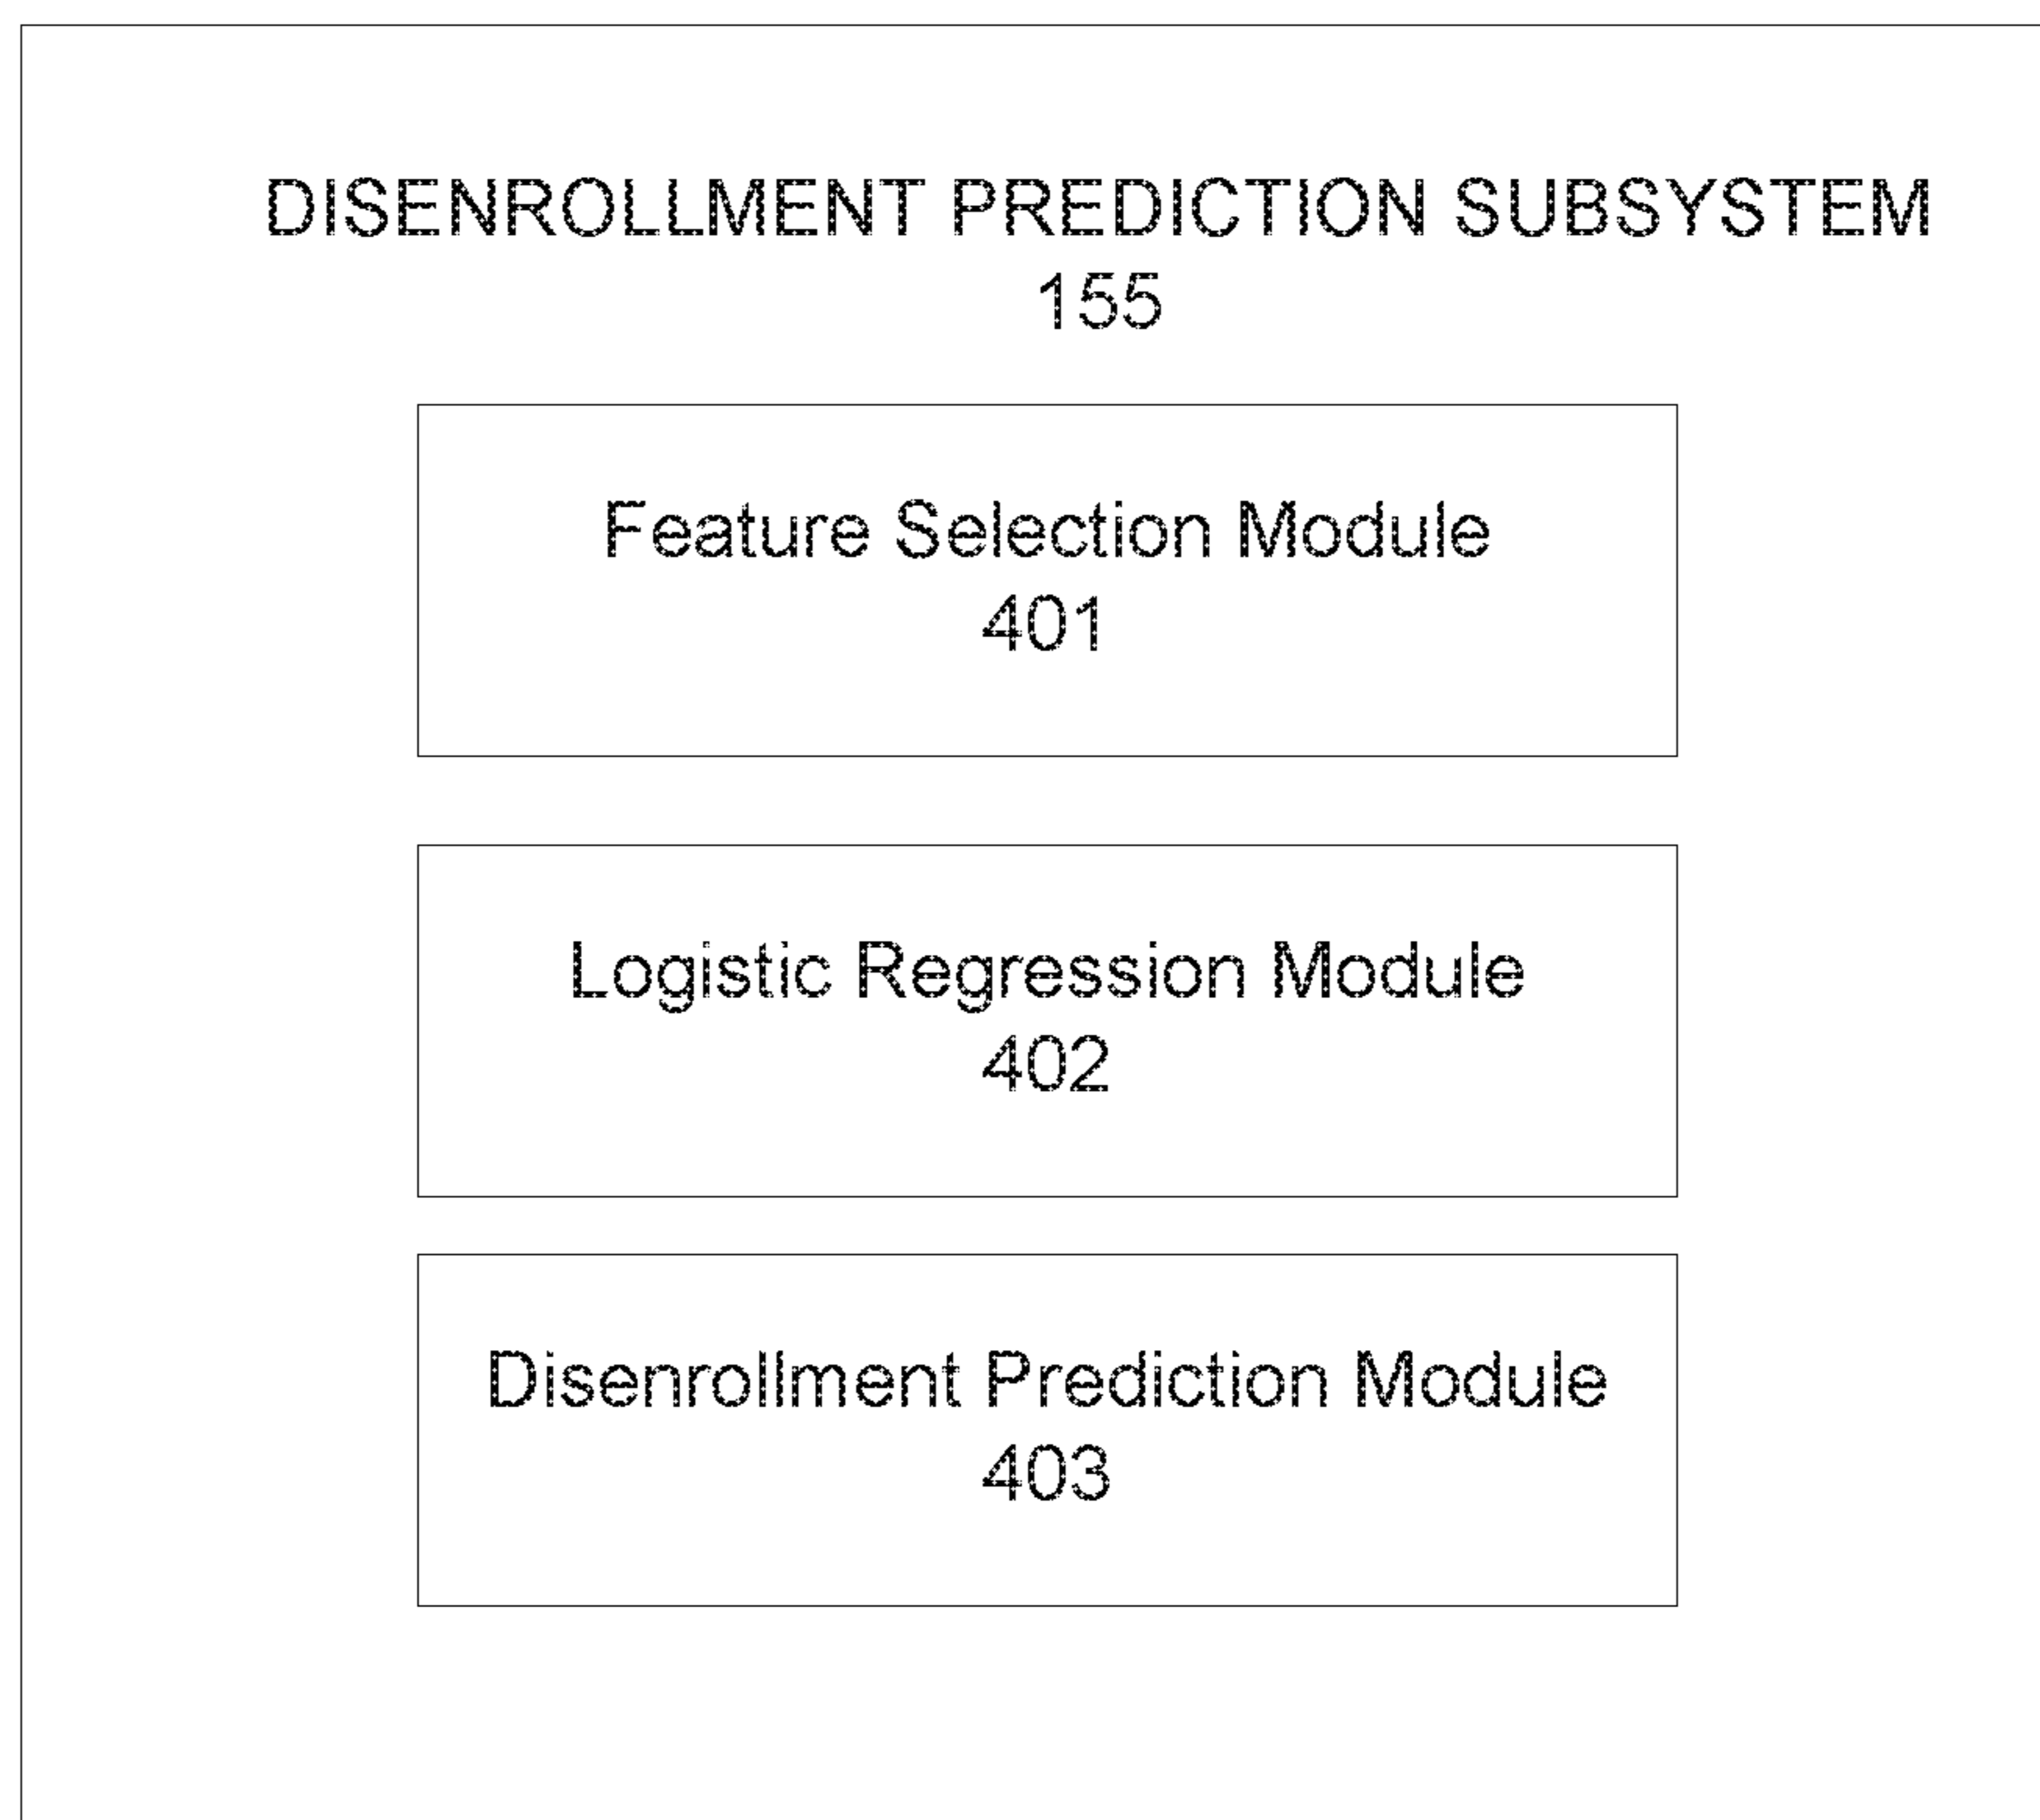 DISENROLLMENT PREDICTION SUBSYSTEM
155
Feature Selection Module
401
Logistic Regression Module
402
Disenrollment Prediction Module
403